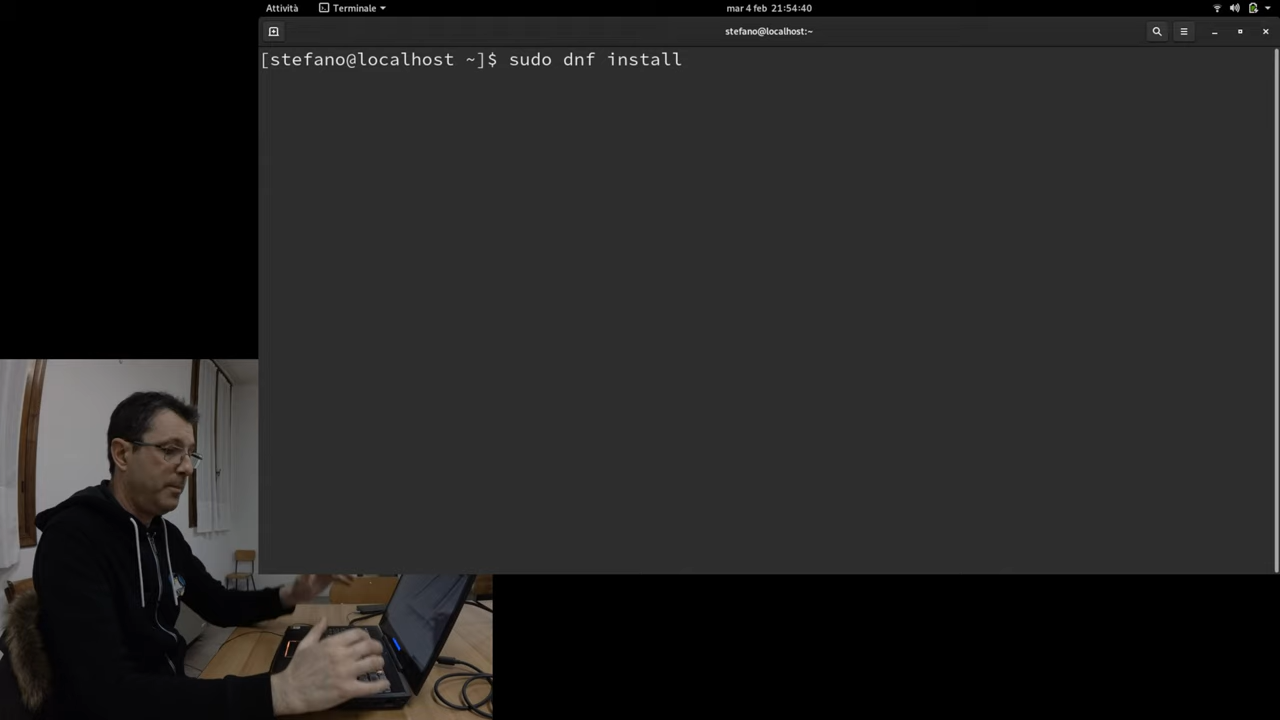 Attività
Terminale
mar 4 feb 21:54:40
stefano@localhost:~
[stefano@localhost ~]$ sudo dnf install